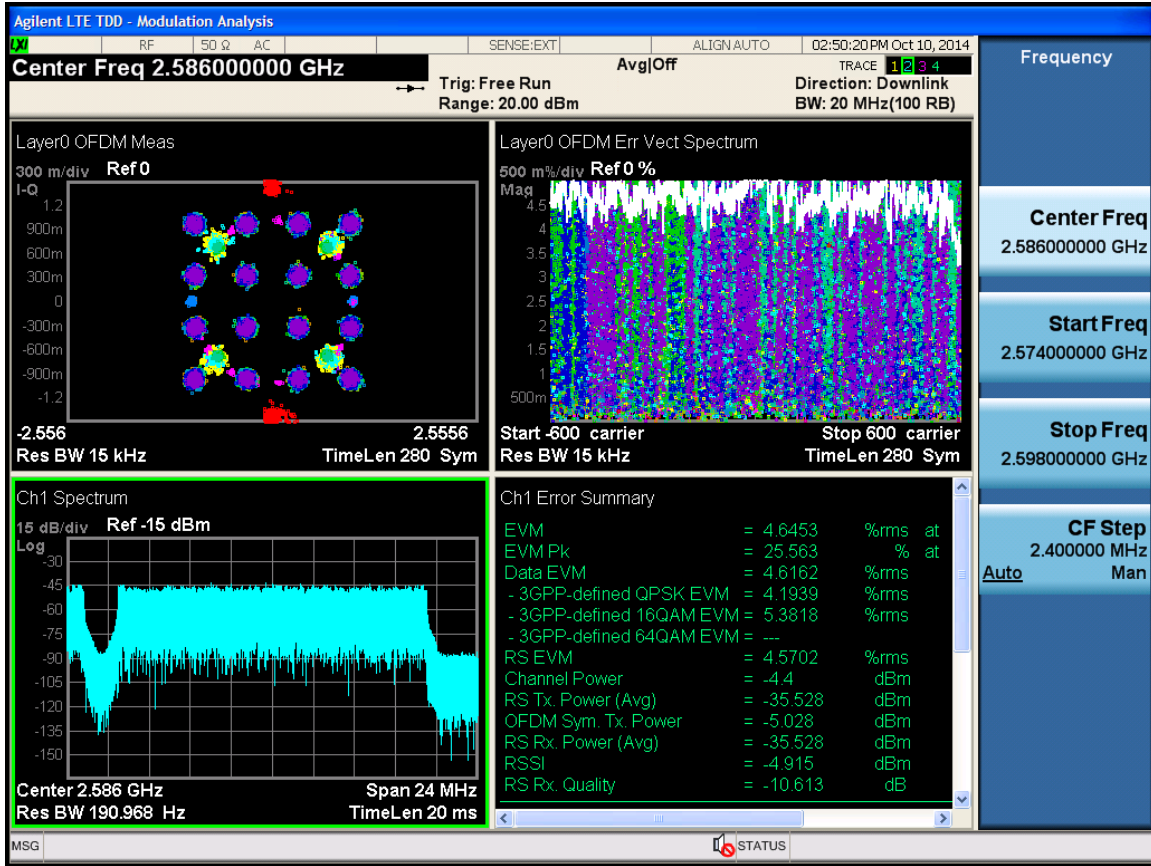 Agilent LTE TDD - Modulation Analysis
LXI RF 50 Ω AC SENSE:EXT ALIGN AUTO 02:50:20 PM Oct 10, 2014
Center Freq 2.586000000 GHz
Avg|Off
TRACE 1 2 3 4
Trig: Free Run
Direction: Downlink
Range: 20.00 dBm
BW: 20 MHz(100 RB)
Layer0 OFDM Meas
300 m/div Ref 0
I-Q
1.2
900m
600m
300m
0
-300m
-600m
-900m
-1.2
-2.556 2.5556
Res BW 15 kHz TimeLen 280 Sym
Layer0 OFDM Err Vect Spectrum
500 m%/div Ref 0 %
Mag
4.5
4
3.5
3
2.5
2
1.5
1
500m
Start -600 carrier Stop 600 carrier
Res BW 15 kHz TimeLen 280 Sym
Ch1 Spectrum
15 dB/div Ref -15 dBm
Log
-30
-45
-60
-75
-90
-105
-120
-135
-150
Center 2.586 GHz Span 24 MHz
Res BW 190.968 Hz TimeLen 20 ms
Ch1 Error Summary
EVM = 4.6453 %rms at
EVM Pk = 25.563 % at
Data EVM = 4.6162 %rms
- 3GPP-defined QPSK EVM = 4.1939 %rms
- 3GPP-defined 16QAM EVM = 5.3818 %rms
- 3GPP-defined 64QAM EVM = ---
RS EVM = 4.5702 %rms
Channel Power = -4.4 dBm
RS Tx. Power (Avg) = -35.528 dBm
OFDM Sym. Tx. Power = -5.028 dBm
RS Rx. Power (Avg) = -35.528 dBm
RSSI = -4.915 dBm
RS Rx. Quality = -10.613 dB
Frequency
Center Freq
2.586000000 GHz
Start Freq
2.574000000 GHz
Stop Freq
2.598000000 GHz
CF Step
2.400000 MHz
Auto Man
MSG STATUS